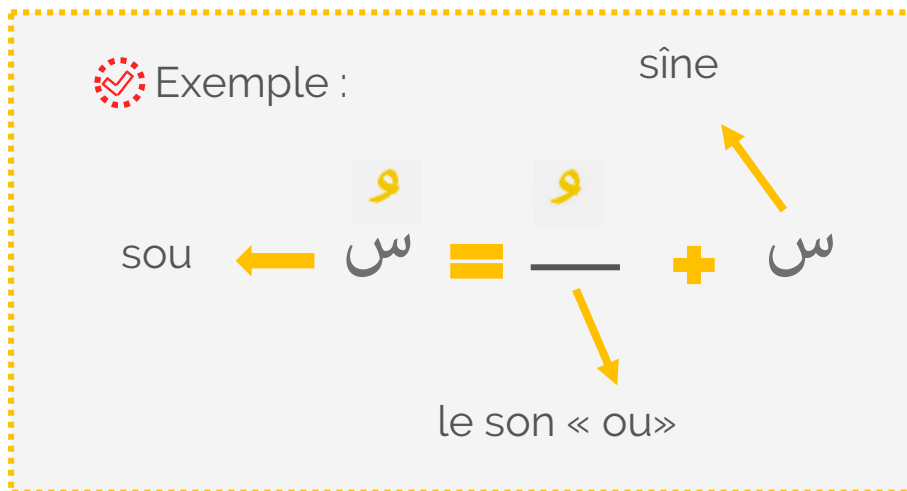 Exemple :
sîne
س + ـُ = سُ
sou
le son « ou»